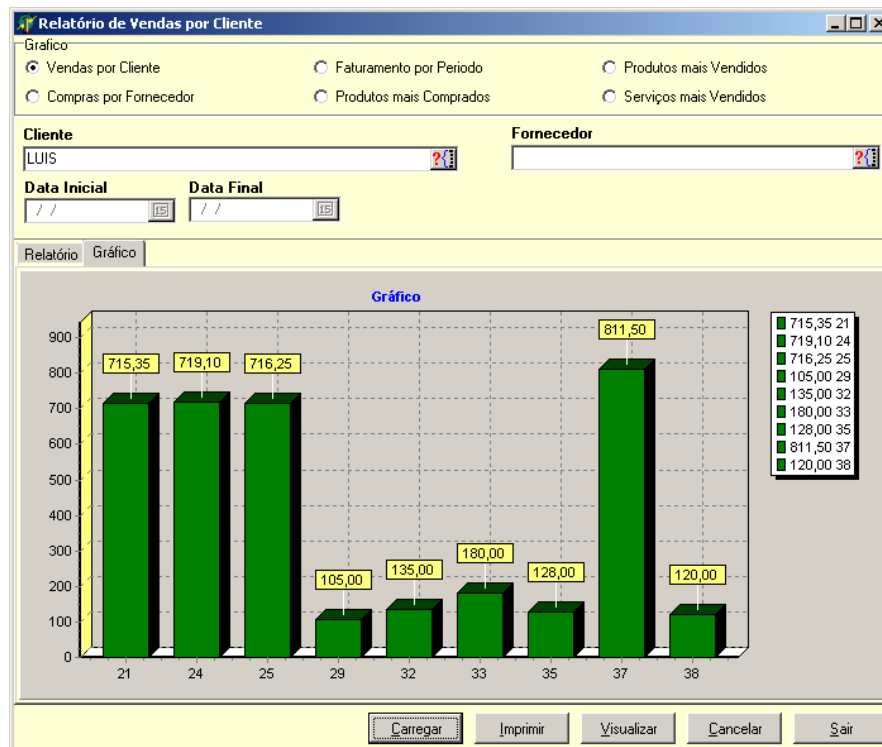 Relatório de Vendas por Cliente
Grafico
Vendas por Cliente Faturamento por Periodo Produtos mais Vendidos
Compras por Fornecedor Produtos mais Comprados Serviços mais Vendidos
Cliente Fornecedor
LUIS ?{ ?{
Data Inicial Data Final
/ / 15 / / 15
Relatório Gráfico
Gráfico
900
800
700
600
500
400
300
200
100
0
715,35 719,10 716,25 105,00 135,00 180,00 128,00 811,50 120,00
21 24 25 29 32 33 35 37 38
715,35 21
719,10 24
716,25 25
105,00 29
135,00 32
180,00 33
128,00 35
811,50 37
120,00 38
Carregar Imprimir Visualizar Cancelar Sair